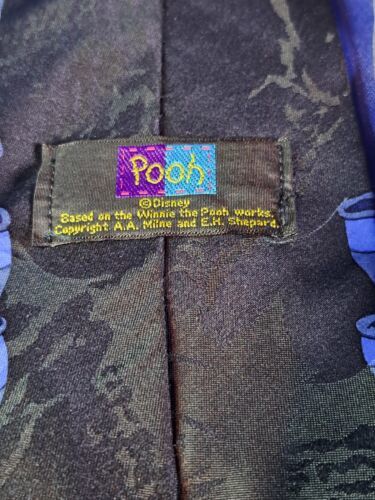 Pooh
©Disney
Based on the Winnie the Pooh works.
Copyright A.A. Milne and E.H. Shepard.